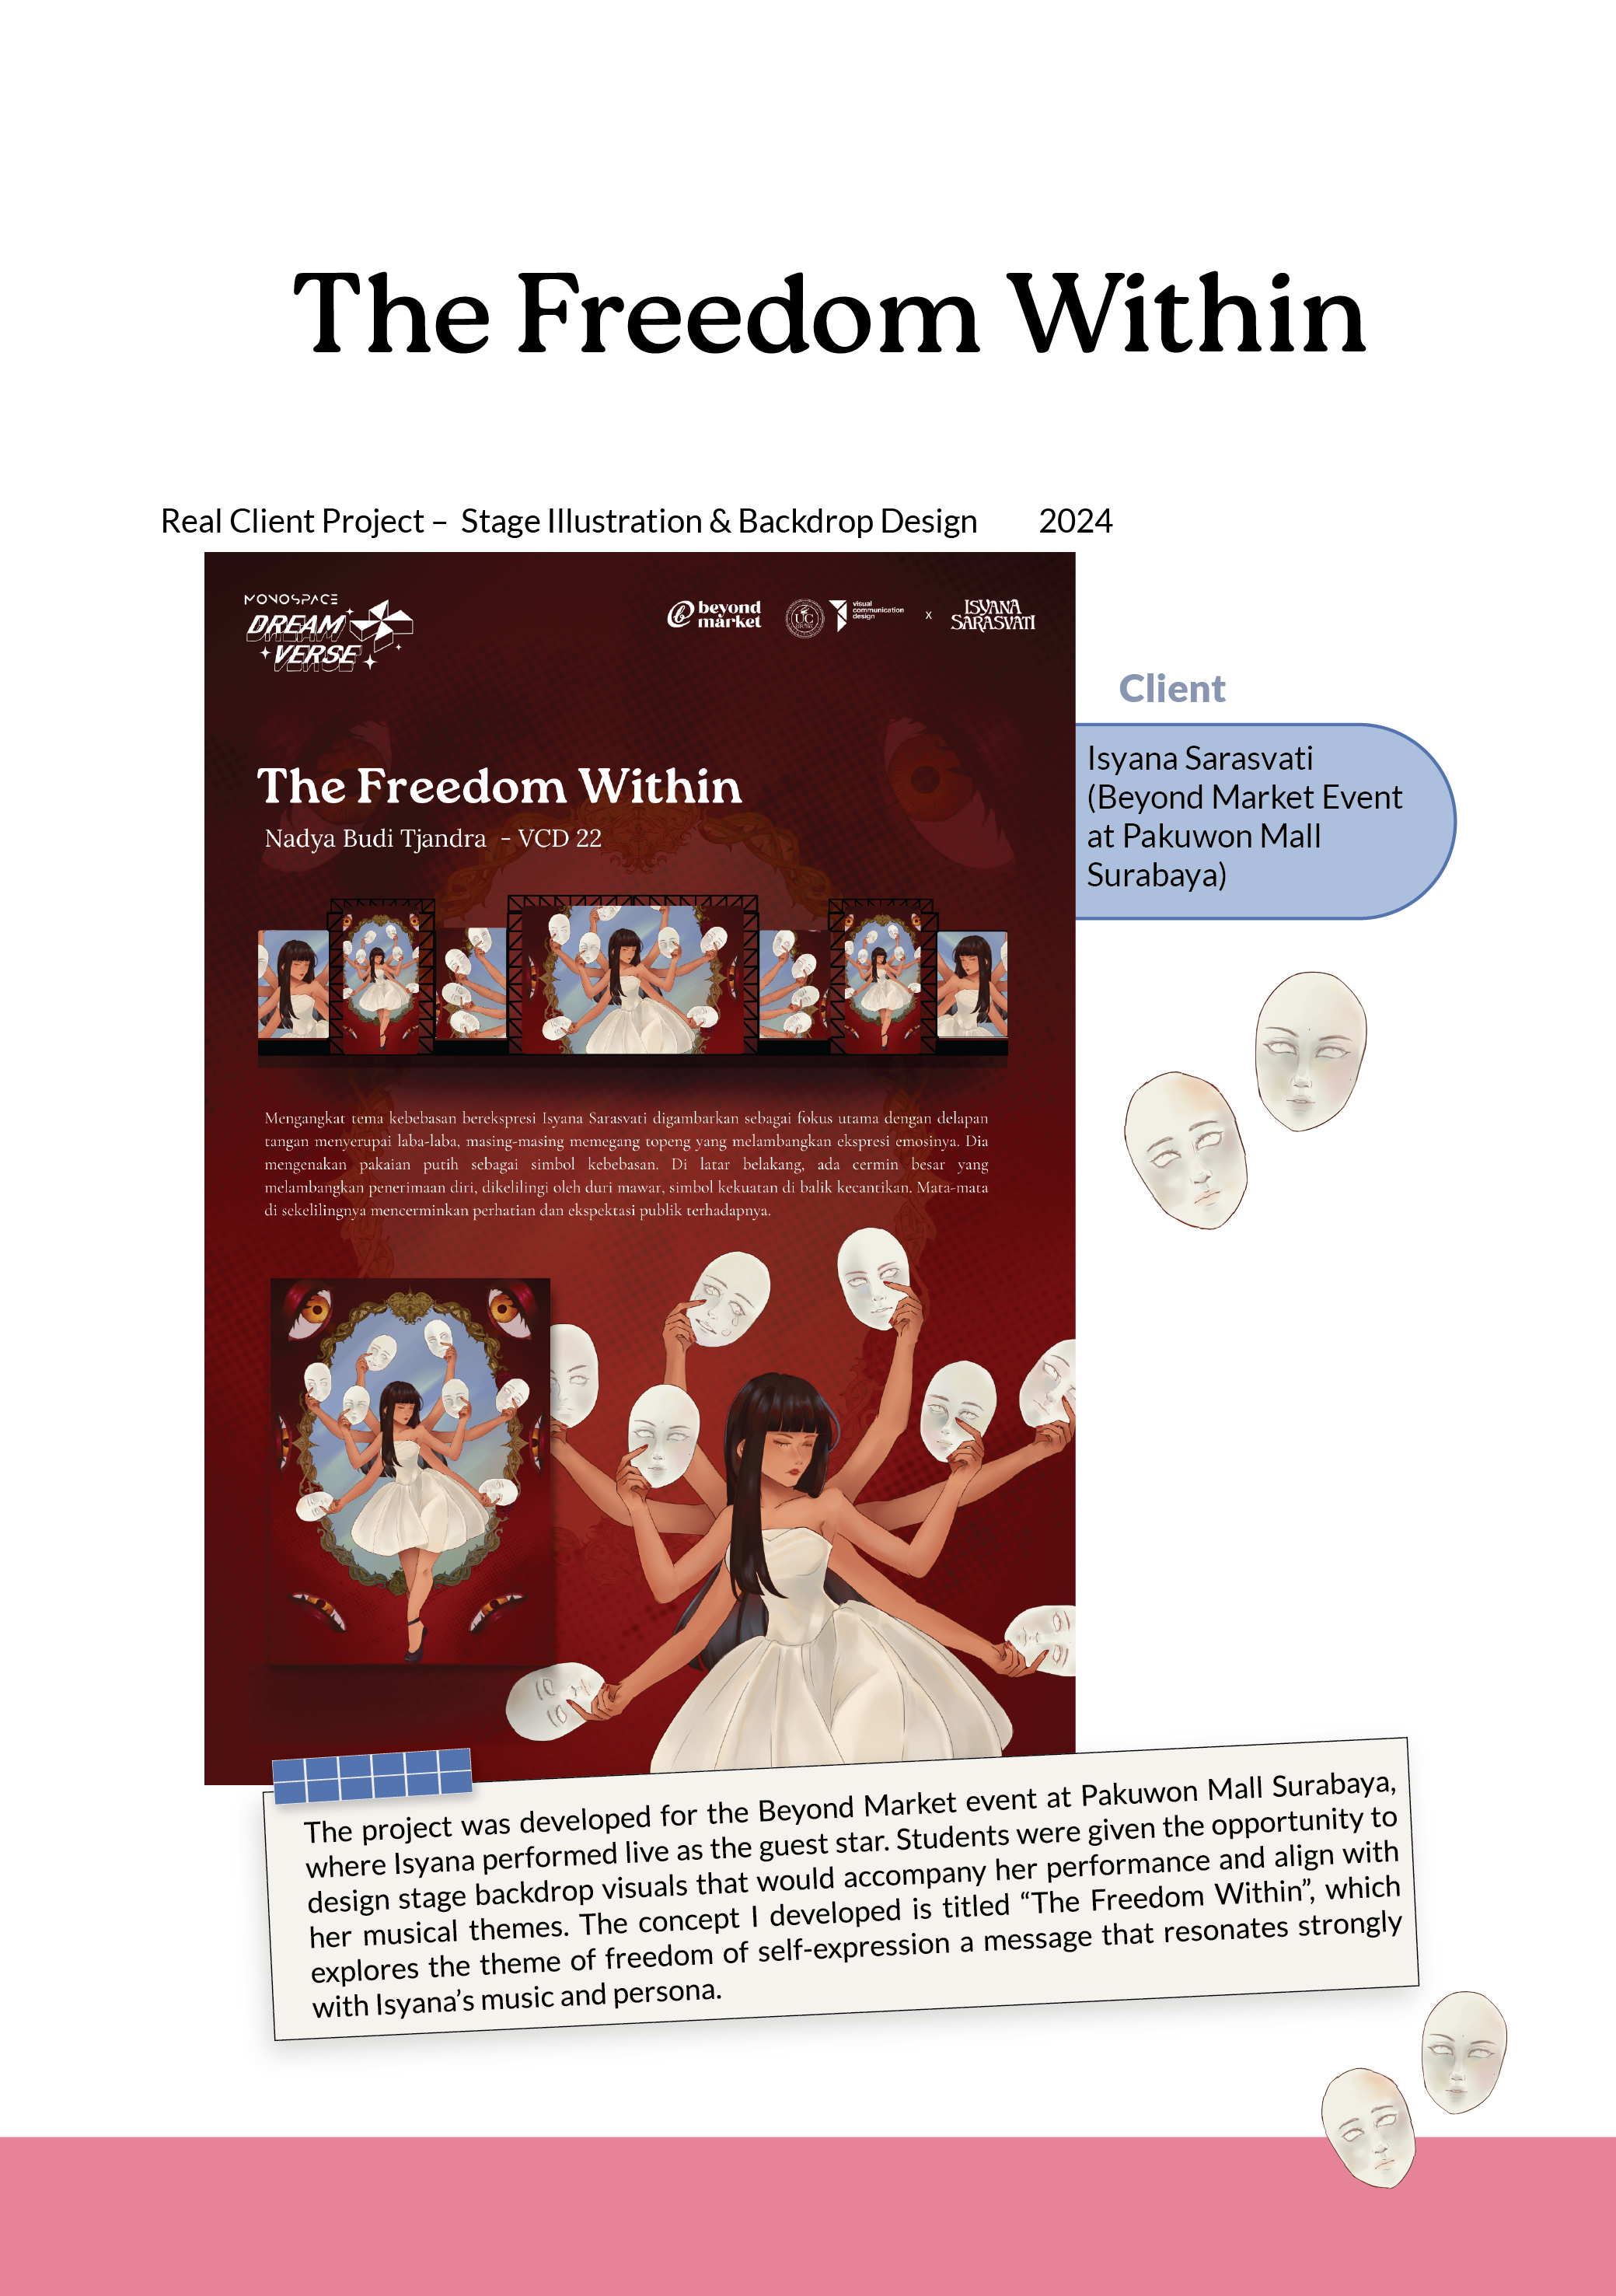 The Freedom Within
Real Client Project – Stage Illustration & Backdrop Design 2024
MONOSPACE
DREAM
VERSE
beyond
market
UC
visual
communication
design
x
ISYANA
SARASVATI
Client
Isyana Sarasvati
(Beyond Market Event
at Pakuwon Mall
Surabaya)
The Freedom Within
Nadya Budi Tjandra - VCD 22
Mengangkat tema kebebasan berekspresi Isyana Sarasvati digambarkan sebagai fokus utama dengan delapan
tangan menyerupai laba-laba, masing-masing memegang topeng yang melambangkan ekspresi emosinya. Dia
mengenakan pakaian putih sebagai simbol kebebasan. Di latar belakang, ada cermin besar yang
melambangkan penerimaan diri, dikelilingi oleh duri mawar, simbol kekuatan di balik kecantikan. Mata-mata
di sekelilingnya mencerminkan perhatian dan ekspektasi publik terhadapnya.
The project was developed for the Beyond Market event at Pakuwon Mall Surabaya,
where Isyana performed live as the guest star. Students were given the opportunity to
design stage backdrop visuals that would accompany her performance and align with
her musical themes. The concept I developed is titled “The Freedom Within”, which
explores the theme of freedom of self-expression a message that resonates strongly
with Isyana’s music and persona.